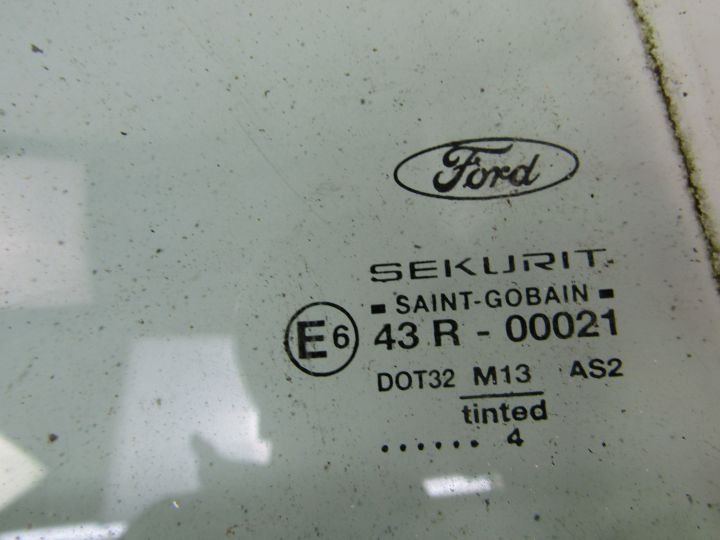 Ford
SEKURIT
SAINT-GOBAIN
E6 43 R - 00021
DOT32 M13 AS2
tinted
...... 4